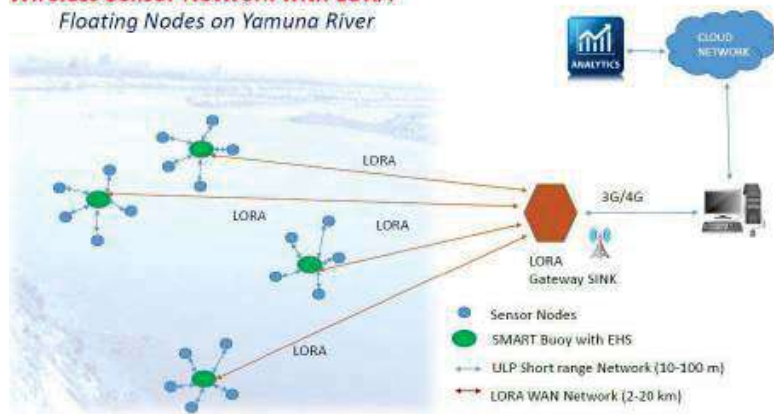 Floating Nodes on Yamuna River
CLOUD
NETWORK
ANALYTICS
LORA
LORA
LORA
LORA
3G/4G
LORA
Gateway SINK
Sensor Nodes
SMART Buoy with EHS
ULP Short range Network (10-100 m)
LORA WAN Network (2-20 km)